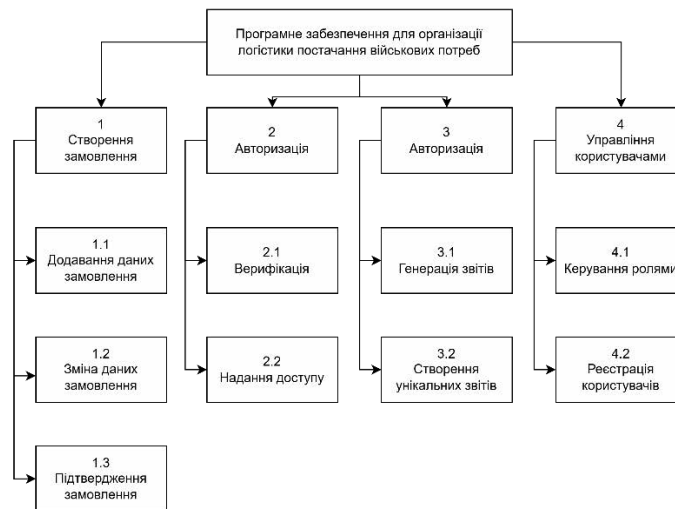 Програмне забезпечення для організації
логістики постачання військових потреб
1
Створення
замовлення
2
Авторизація
3
Авторизація
4
Управління
користувачами
1.1
Додавання даних
замовлення
2.1
Верифікація
3.1
Генерація звітів
4.1
Керування ролями
1.2
Зміна даних
замовлення
2.2
Надання доступу
3.2
Створення
унікальних звітів
4.2
Реєстрація
користувачів
1.3
Підтвердження
замовлення